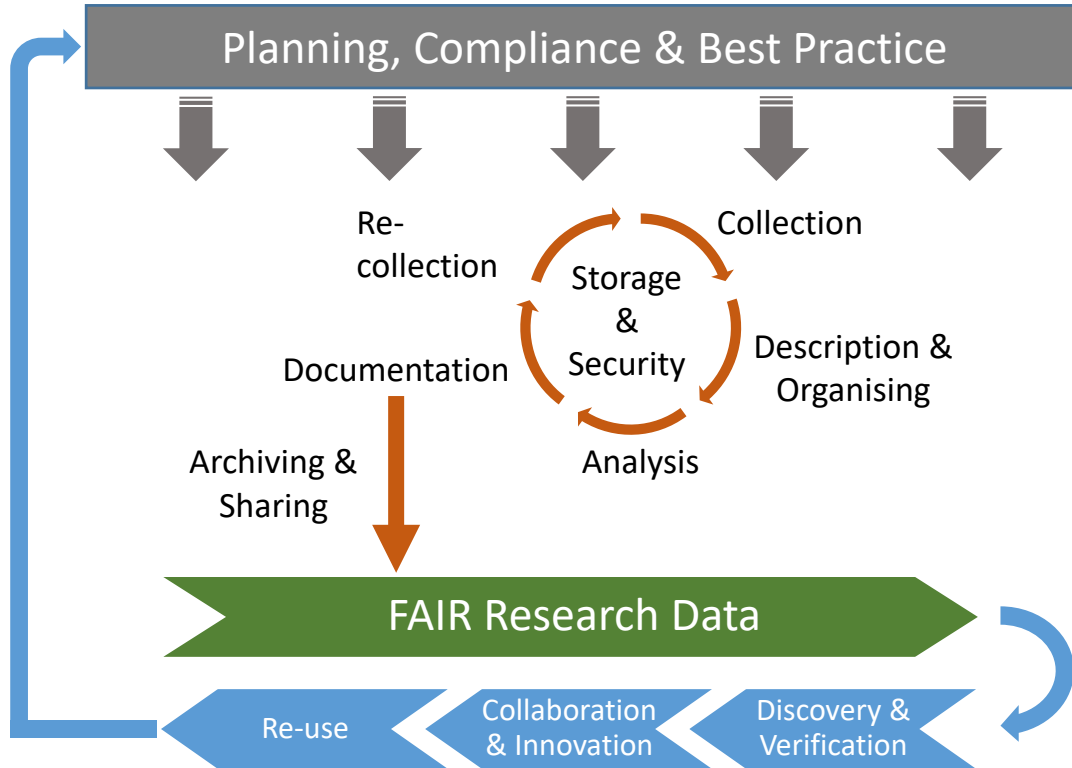 Planning, Compliance & Best Practice
Re-
collection
Collection
Storage
&
Security
Description &
Organising
Documentation
Analysis
Archiving &
Sharing
FAIR Research Data
Re-use
Collaboration
& Innovation
Discovery &
Verification